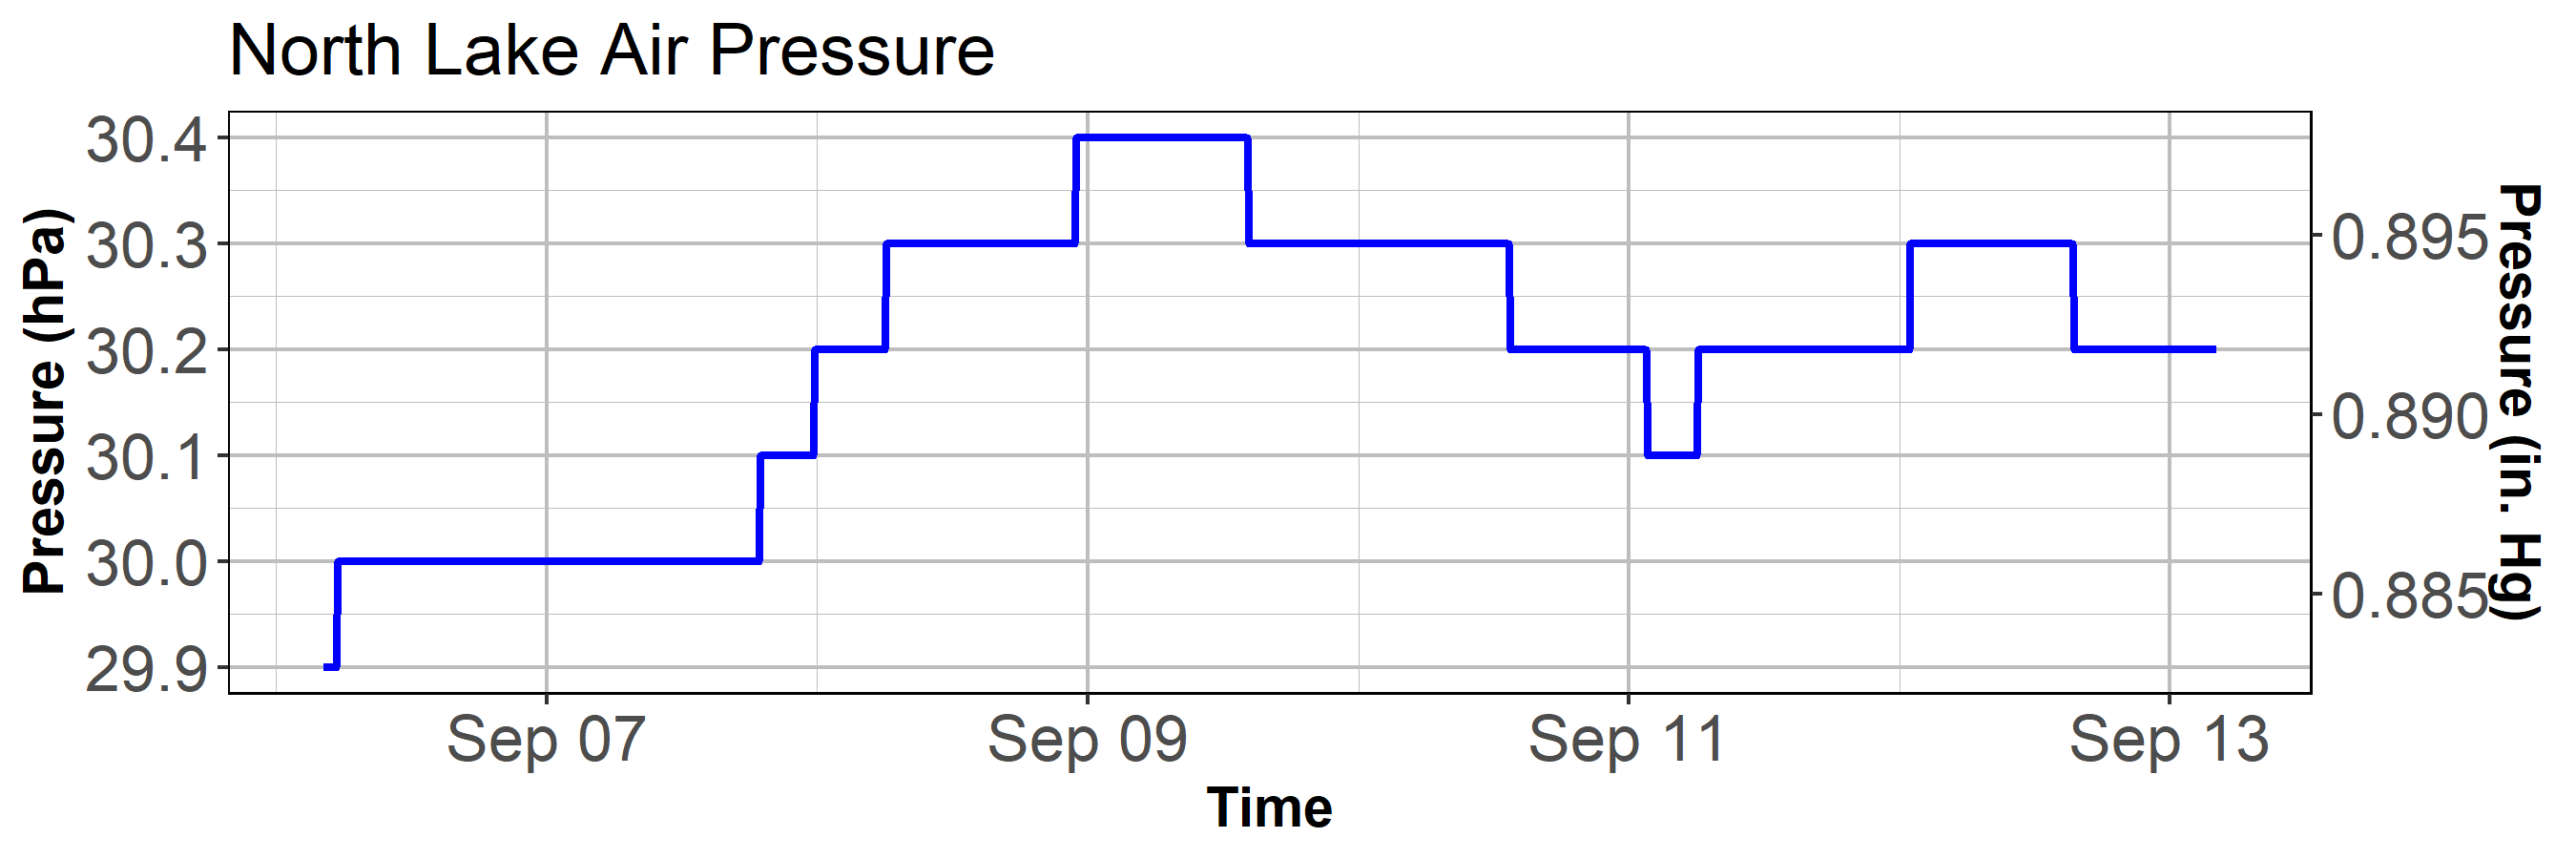 North Lake Air Pressure
30.4
30.3
30.2
30.1
30.0
29.9
Pressure (hPa)
0.895
0.890
0.885
Pressure (in. Hg)
Sep 07 Sep 09 Sep 11 Sep 13
Time